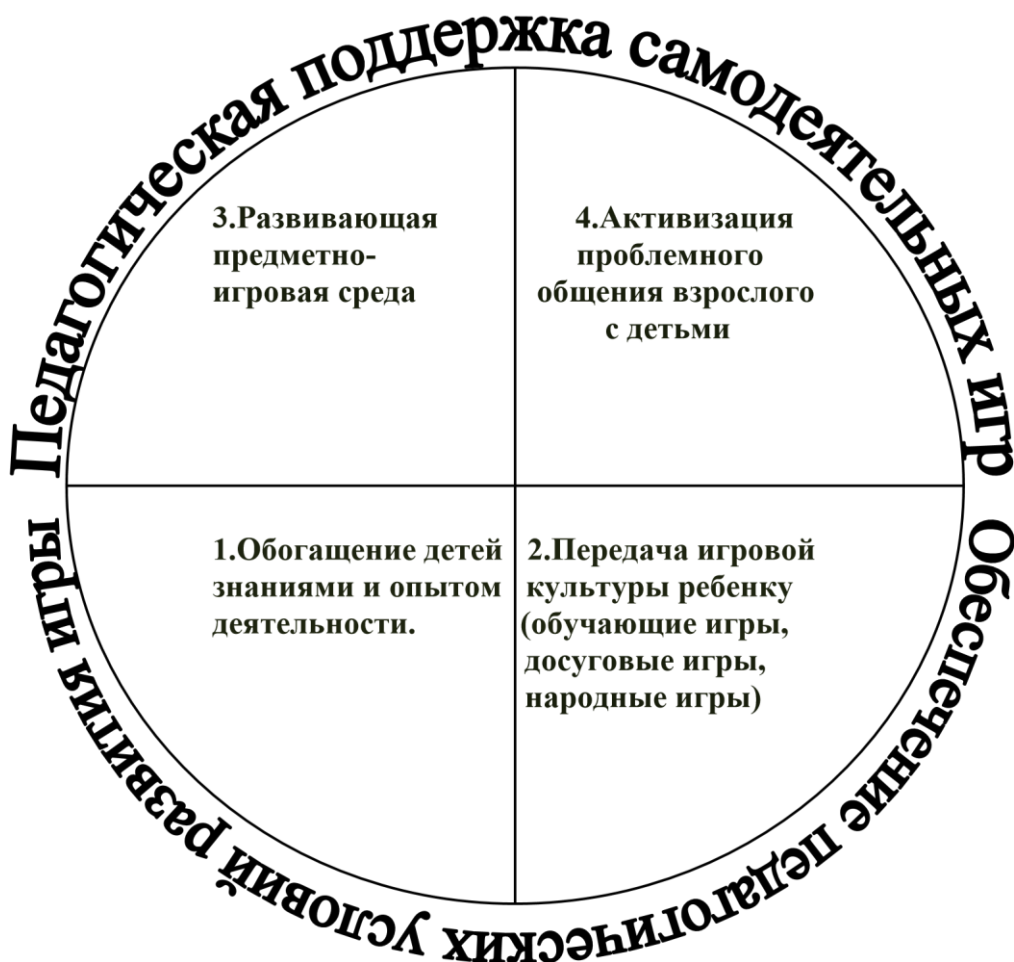 Педагогическая поддержка самодеятельных игр
3.Развивающая
предметно-
игровая среда
4.Активизация
проблемного
общения взрослого
с детьми
1.Обогащение детей
знаниями и опытом
деятельности.
2.Передача игровой
культуры ребенку
(обучающие игры,
досуговые игры,
народные игры)
Обеспечение педагогических условий развития игры